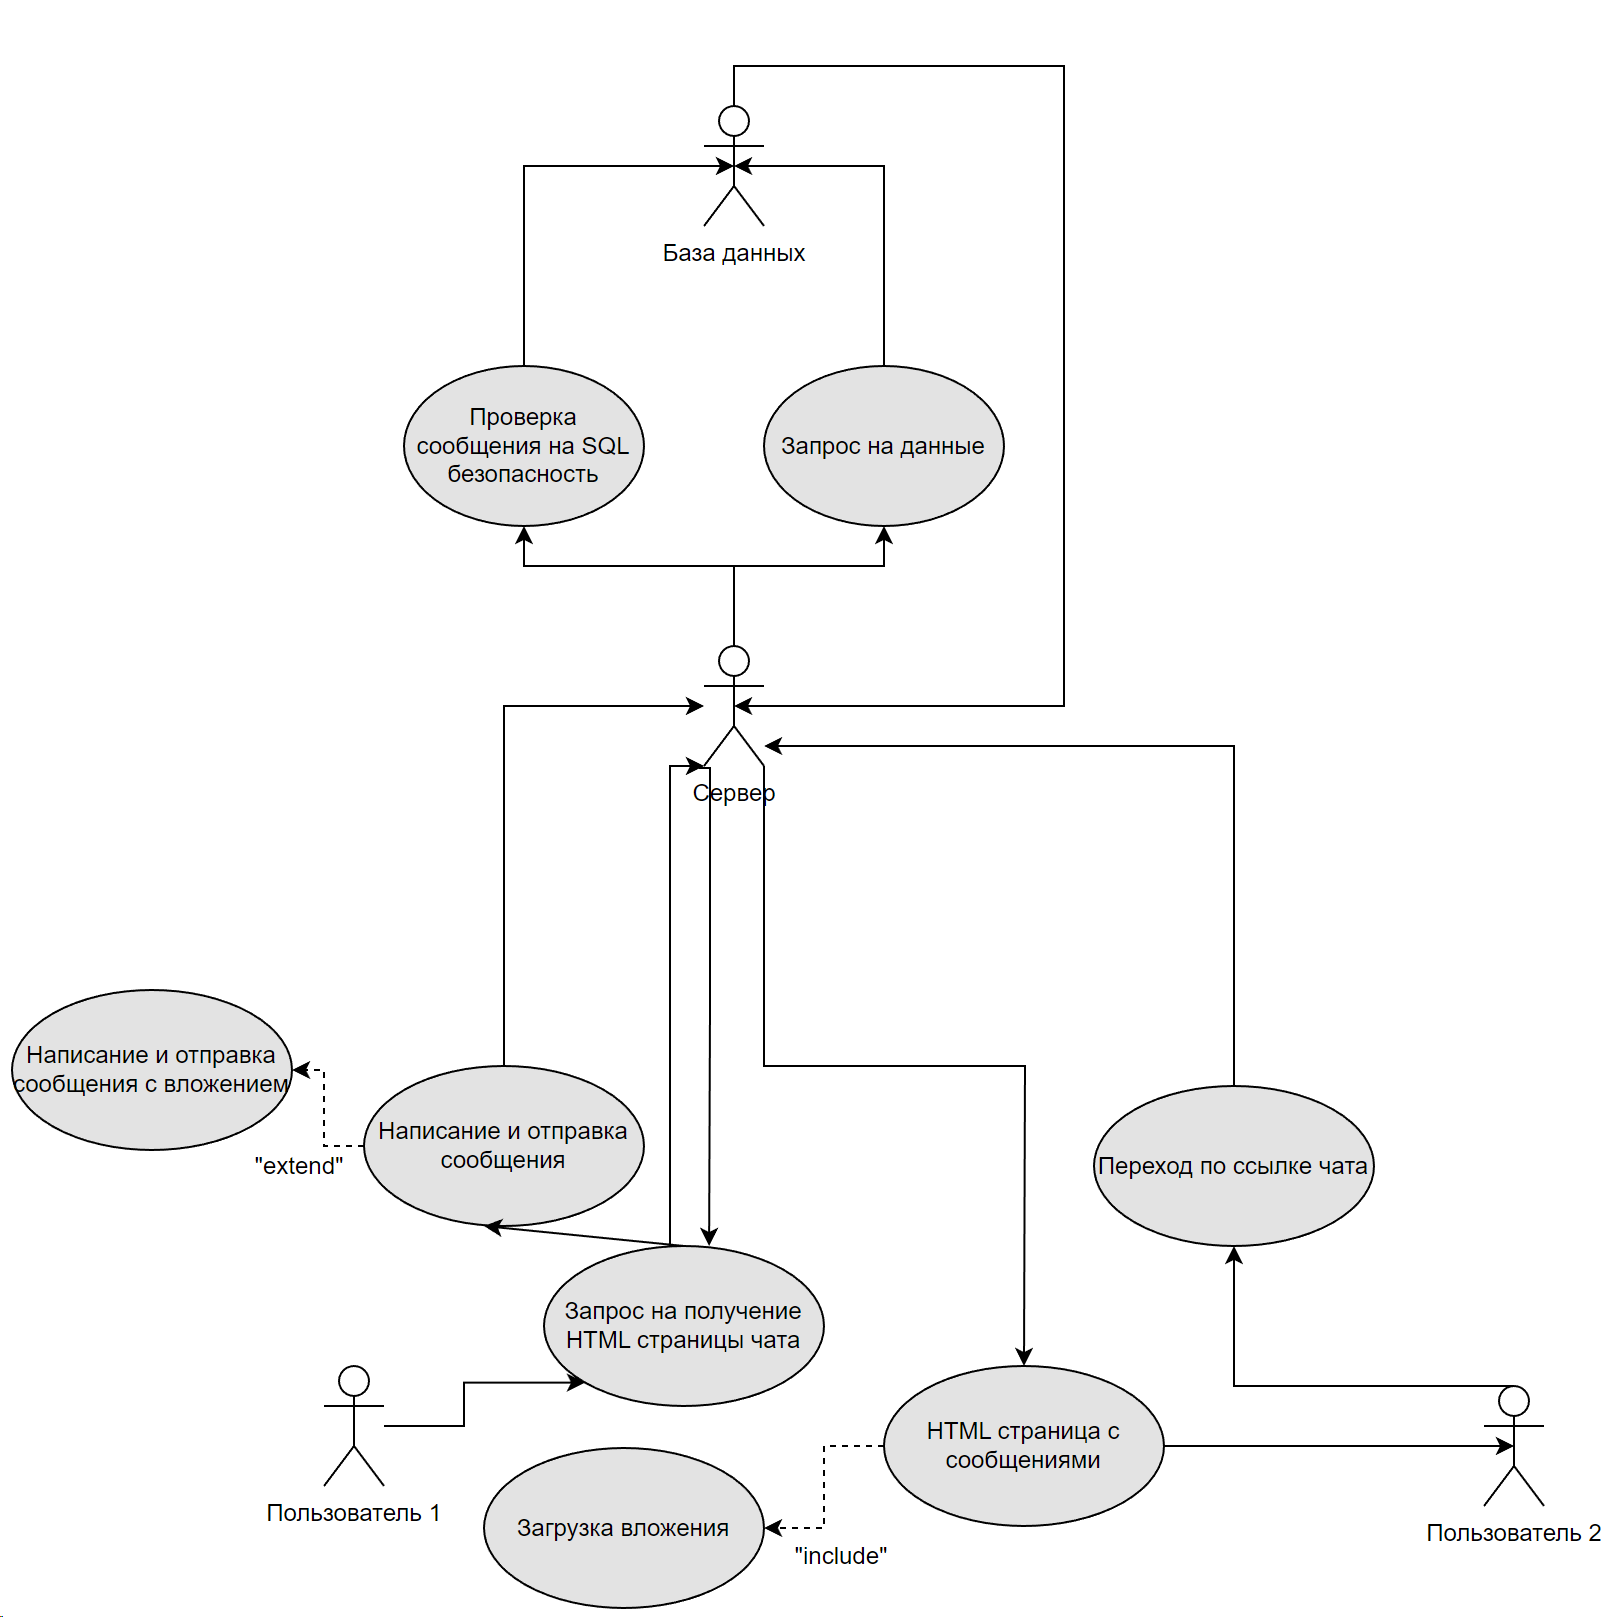 База данных
Проверка
сообщения на SQL
безопасность
Запрос на данные
Сервер
Написание и отправка
сообщения с вложением
"extend"
Написание и отправка
сообщения
Переход по ссылке чата
Запрос на получение
HTML страницы чата
HTML страница с
сообщениями
Пользователь 1
Загрузка вложения
"include"
Пользователь 2